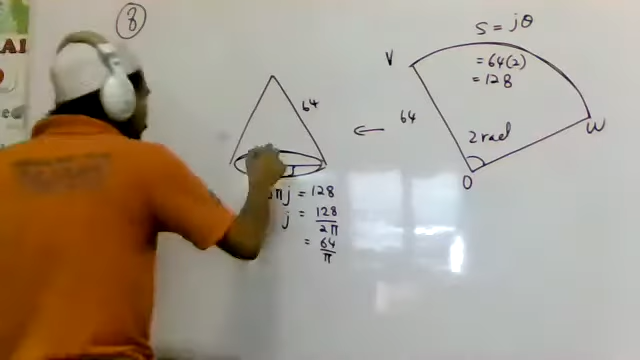 8
S = jθ
= 64(2)
= 128
V
64
64
2 rad
W
O
πj = 128
j = 128/2π
= 64/π